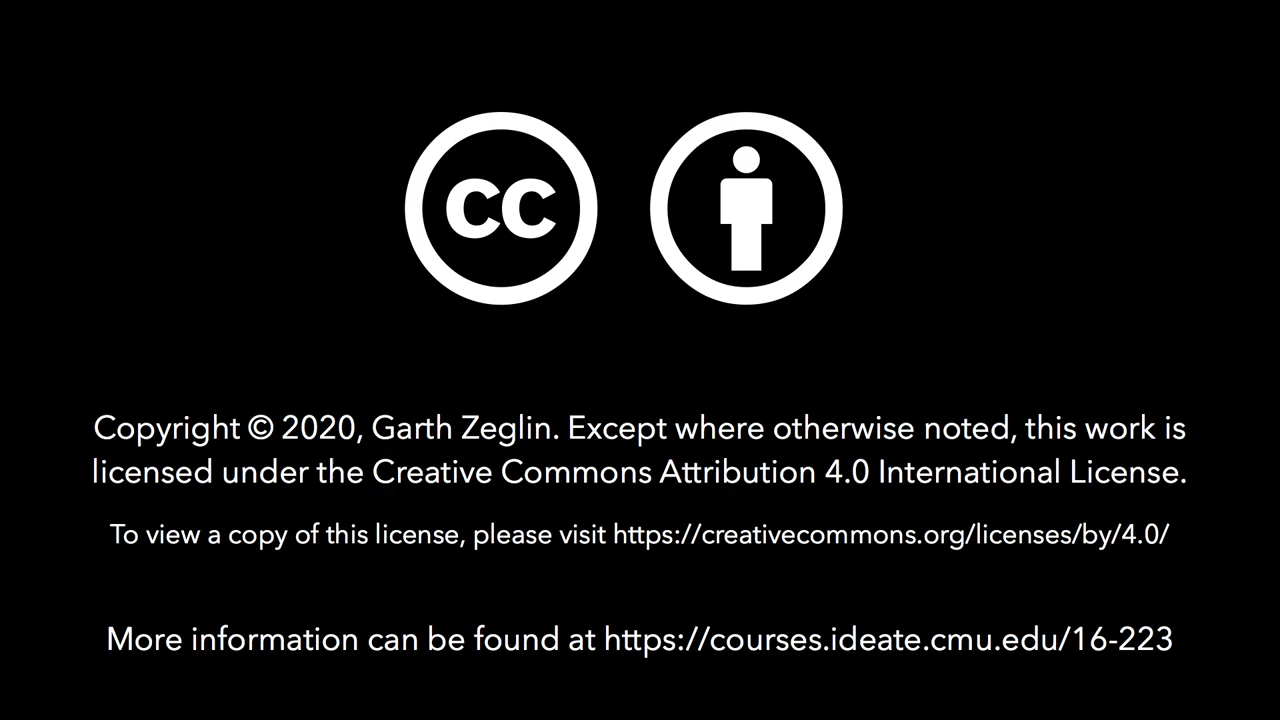 cc
Copyright © 2020, Garth Zeglin. Except where otherwise noted, this work is
licensed under the Creative Commons Attribution 4.0 International License.
To view a copy of this license, please visit https://creativecommons.org/licenses/by/4.0/
More information can be found at https://courses.ideate.cmu.edu/16-223